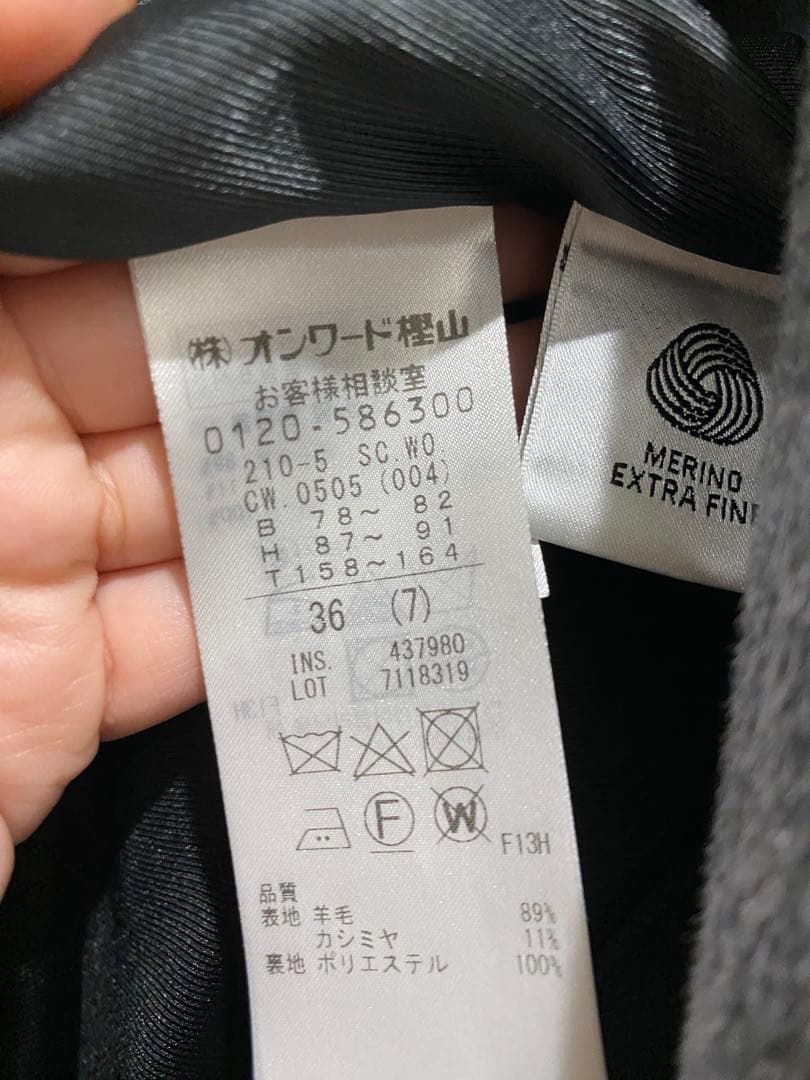 ㈱オンワード樫山
お客様相談室
0120-586300
210-5 SC.WO.
CW.0505 (004)
B 78～ 82
H 87～ 91
T 158～164
36 (7)
INS. 437980
LOT 7118319
F W F13H
品質
表地 羊毛 89%
カシミヤ 11%
裏地 ポリエステル 100%
MERINO
EXTRA FINE